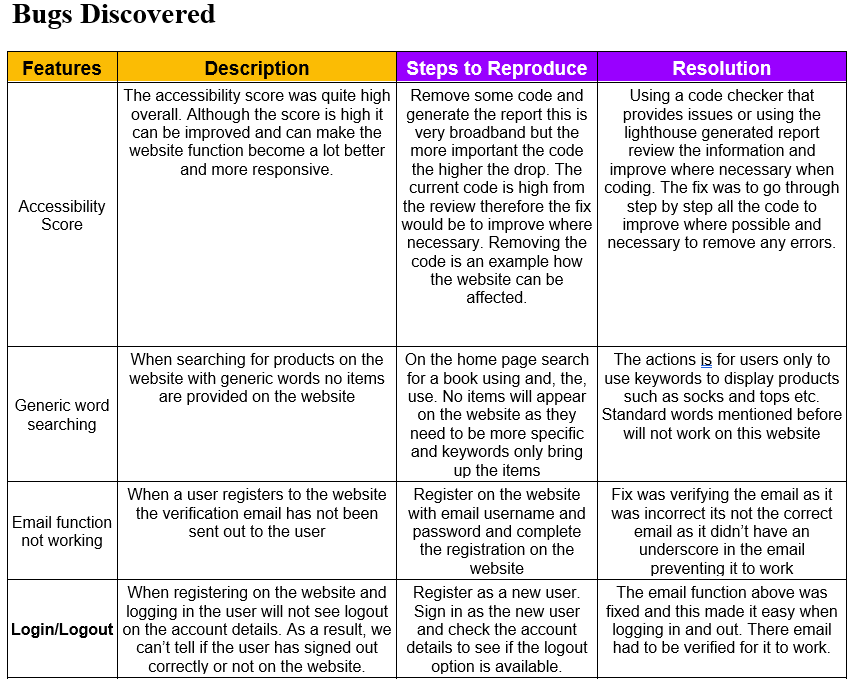 Bugs Discovered
Features
Description
Steps to Reproduce
Resolution
Accessibility
Score
The accessibility score was quite high
overall. Although the score is high it
can be improved and can make the
website function become a lot better
and more responsive.
Remove some code and
generate the report this is
very broadband but the
more important the code
the higher the drop. The
current code is high from
the review therefore the fix
would be to improve where
necessary. Removing the
code is an example how
the website can be
affected.
Using a code checker that
provides issues or using the
lighthouse generated report
review the information and
improve where necessary when
coding. The fix was to go through
step by step all the code to
improve where possible and
necessary to remove any errors.
Generic word
searching
When searching for products on the
website with generic words no items
are provided on the website
On the home page search
for a book using and, the,
use. No items will appear
on the website as they
need to be more specific
and keywords only bring
up the items
The actions is for users only to
use keywords to display products
such as socks and tops etc.
Standard words mentioned before
will not work on this website
Email function
not working
When a user registers to the website
the verification email has not been
sent out to the user
Register on the website
with email username and
password and complete
the registration on the
website
Fix was verifying the email as it
was incorrect its not the correct
email as it didn’t have an
underscore in the email
preventing it to work
Login/Logout
When registering on the website and
logging in the user will not see logout
on the account details. As a result, we
can’t tell if the user has signed out
correctly or not on the website.
Register as a new user.
Sign in as the new user
and check the account
details to see if the logout
option is available.
The email function above was
fixed and this made it easy when
logging in and out. There email
had to be verified for it to work.